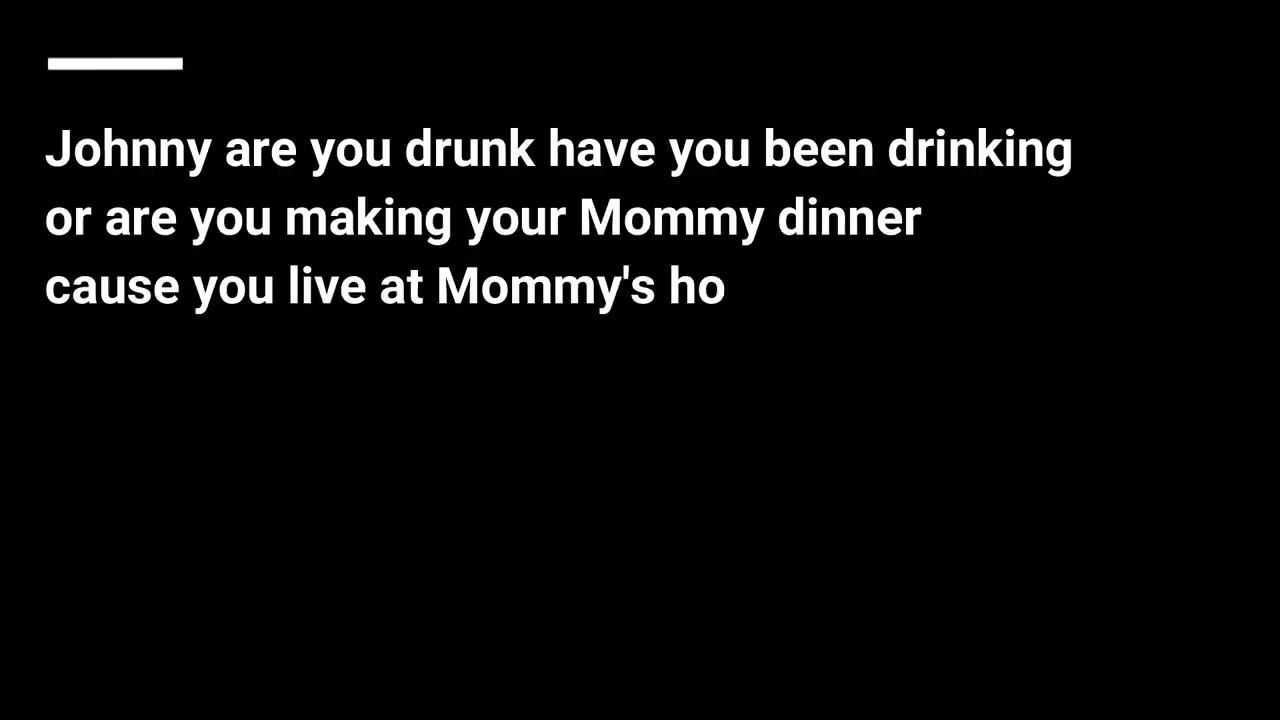 Johnny are you drunk have you been drinking
or are you making your Mommy dinner
cause you live at Mommy's ho